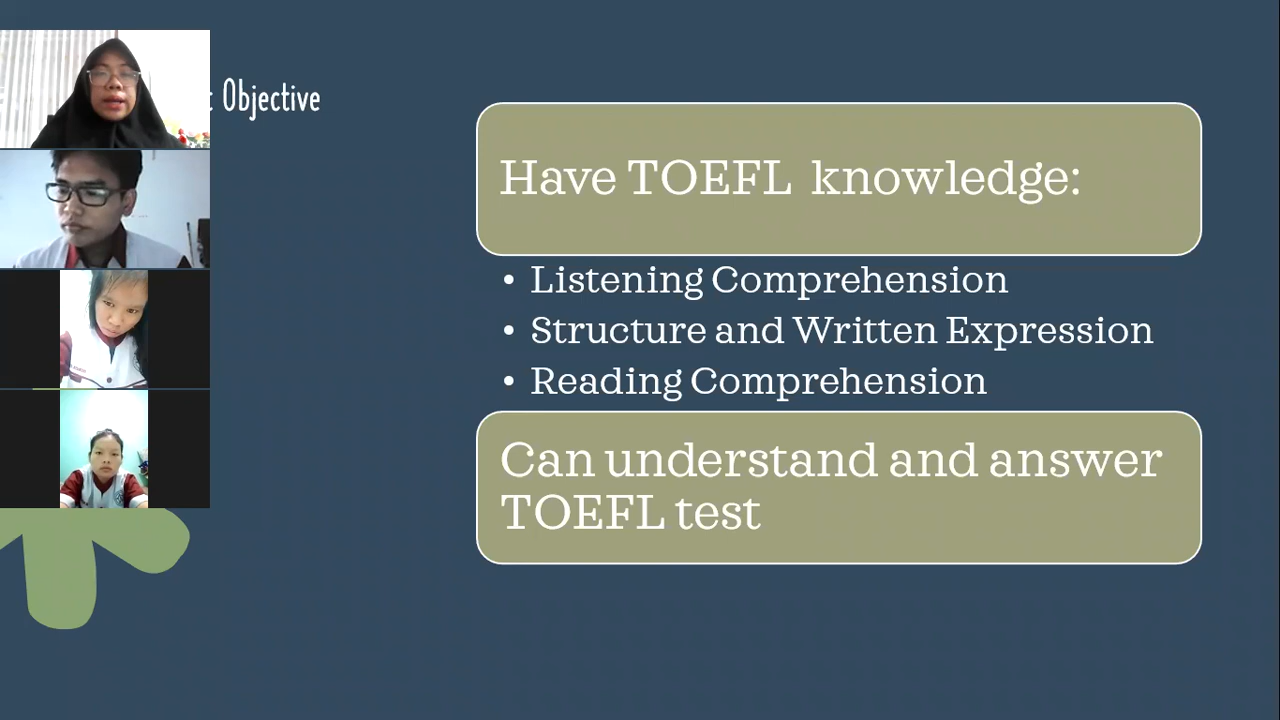 Objective
Have TOEFL knowledge:
• Listening Comprehension
• Structure and Written Expression
• Reading Comprehension
Can understand and answer
TOEFL test